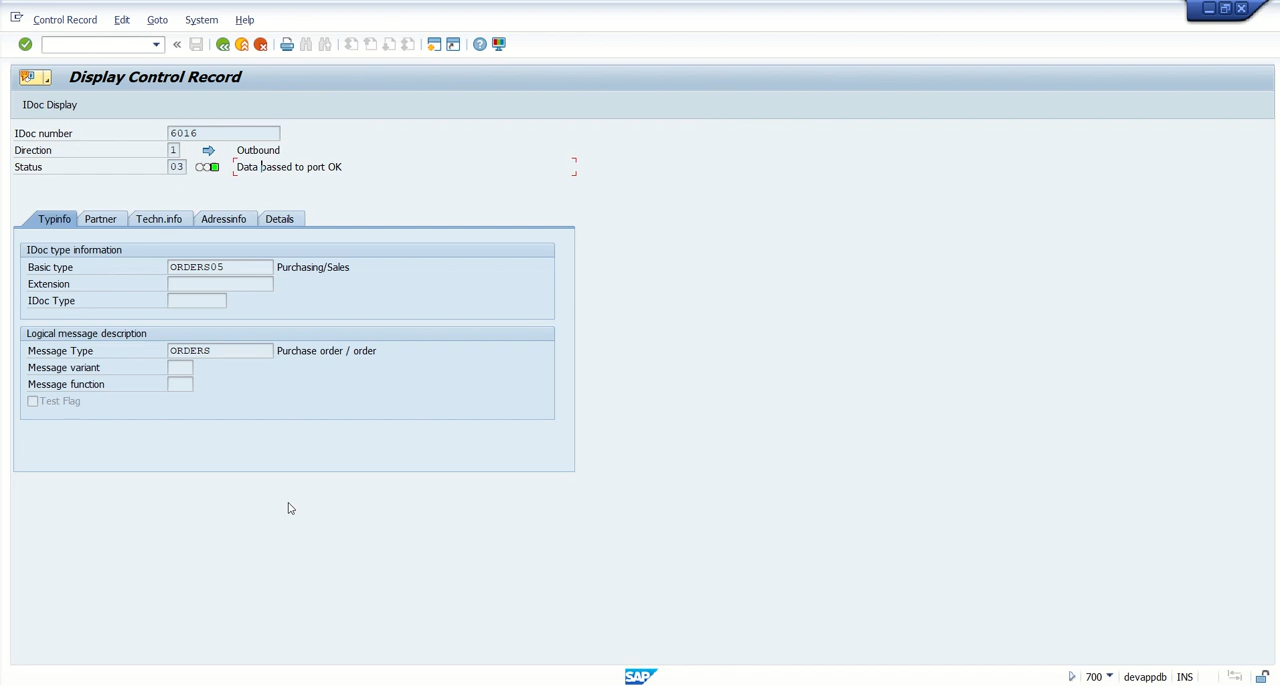 Control Record Edit Goto System Help
Display Control Record
IDoc Display
IDoc number 6016
Direction 1 Outbound
Status 03 Data passed to port OK
Typinfo Partner Techn.info Adressinfo Details
IDoc type information
Basic type ORDERS05 Purchasing/Sales
Extension
IDoc Type
Logical message description
Message Type ORDERS Purchase order / order
Message variant
Message function
Test Flag
SAP 700 devappdb INS